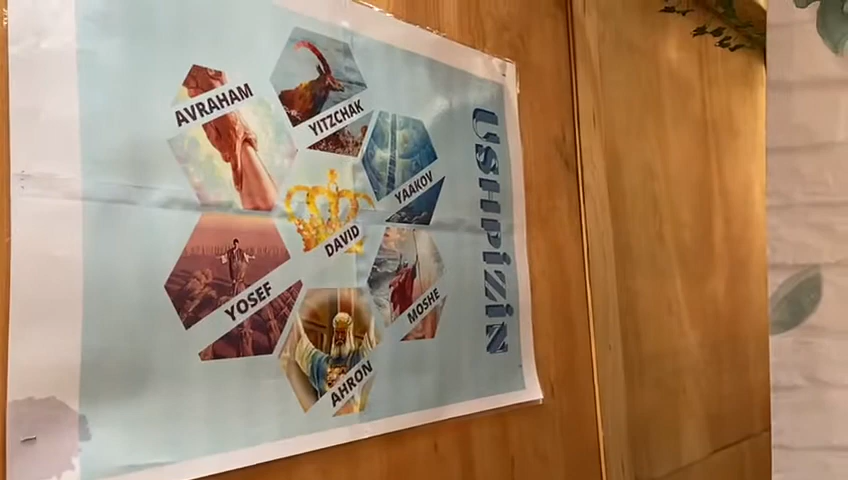 AVRAHAM
YITZCHAK
YAAKOV
DAVID
YOSEF
MOSHE
AHRON
USHPIZIN